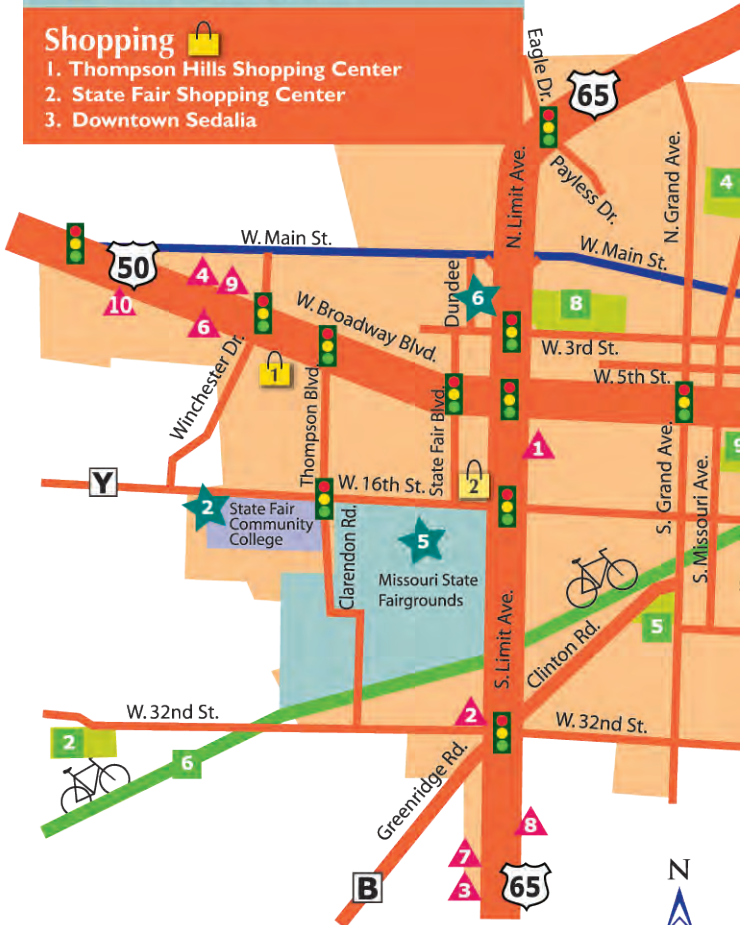 Shopping
1. Thompson Hills Shopping Center
2. State Fair Shopping Center
3. Downtown Sedalia
Eagle Dr.
65
Payless Dr.
N. Limit Ave.
N. Grand Ave.
4
W. Main St.
W. Main St.
50
4
9
10
6
Dundee
6
8
W. Broadway Blvd.
W. 3rd St.
W. 5th St.
1
Winchester Dr.
Thompson Blvd.
State Fair Blvd.
1
9
S. Grand Ave.
S. Missouri Ave.
Y
W. 16th St.
2
2
State Fair
Community
College
Clarendon Rd.
5
Missouri State
Fairgrounds
S. Limit Ave.
Clinton Rd.
5
W. 32nd St.
2
W. 32nd St.
2
6
Greenridge Rd.
8
7
3
B
65
N